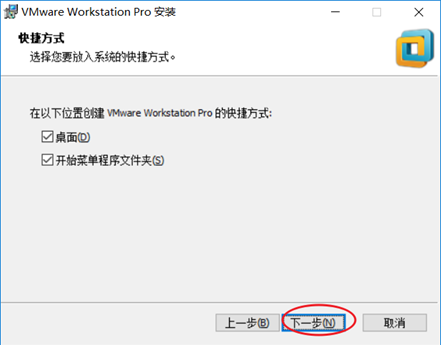 VMware Workstation Pro 安装
快捷方式
选择您要放入系统的快捷方式。
在以下位置创建 VMware Workstation Pro 的快捷方式:
桌面(D)
开始菜单程序文件夹(S)
上一步(B) 下一步(N) 取消